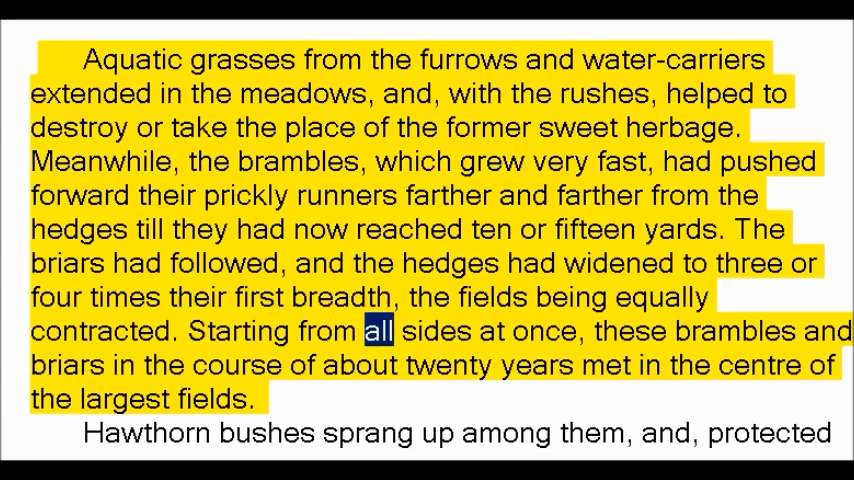 Aquatic grasses from the furrows and water-carriers
extended in the meadows, and, with the rushes, helped to
destroy or take the place of the former sweet herbage.
Meanwhile, the brambles, which grew very fast, had pushed
forward their prickly runners farther and farther from the
hedges till they had now reached ten or fifteen yards. The
briars had followed, and the hedges had widened to three or
four times their first breadth, the fields being equally
contracted. Starting from all sides at once, these brambles and
briars in the course of about twenty years met in the centre of
the largest fields.
Hawthorn bushes sprang up among them, and, protected